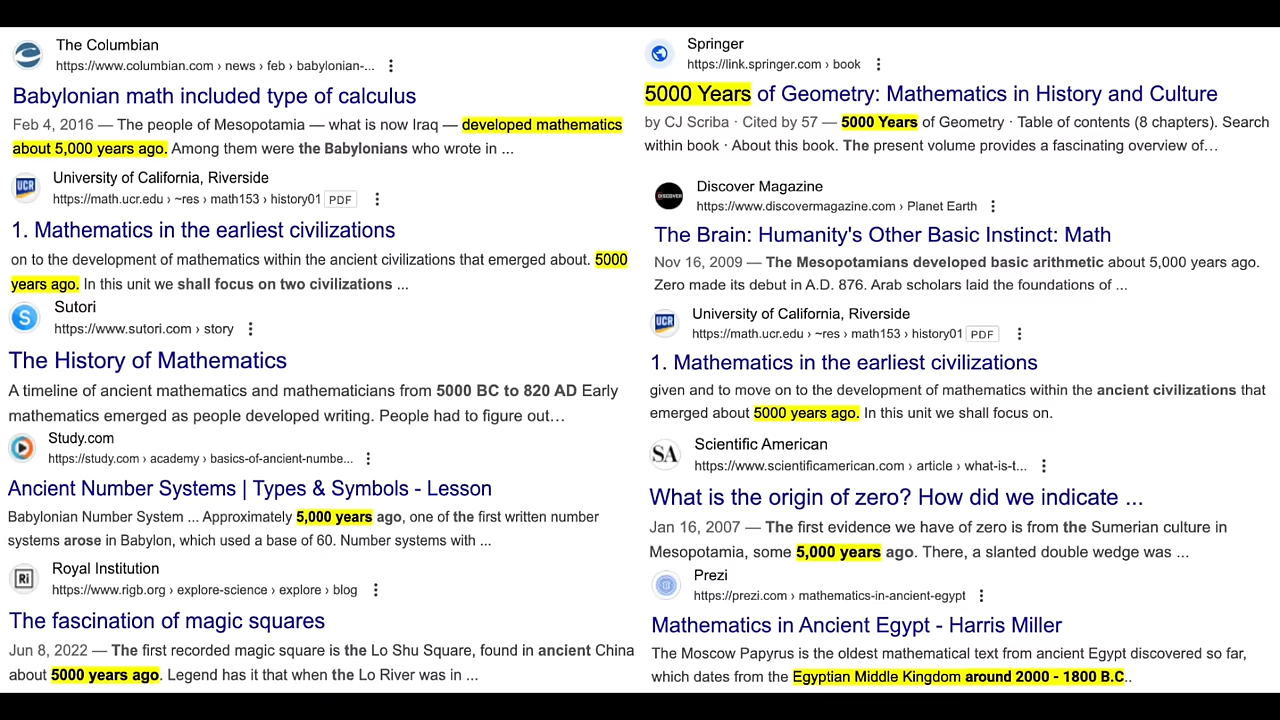 The Columbian
https://www.columbian.com › news › feb › babylonian-...
Babylonian math included type of calculus
Feb 4, 2016 — The people of Mesopotamia — what is now Iraq — developed mathematics
about 5,000 years ago. Among them were the Babylonians who wrote in ...
UCR
University of California, Riverside
https://math.ucr.edu › ~res › math153 › history01 PDF
1. Mathematics in the earliest civilizations
on to the development of mathematics within the ancient civilizations that emerged about. 5000
years ago. In this unit we shall focus on two civilizations ...
S
Sutori
https://www.sutori.com › story
The History of Mathematics
A timeline of ancient mathematics and mathematicians from 5000 BC to 820 AD Early
mathematics emerged as people developed writing. People had to figure out…
Study.com
https://study.com › academy › basics-of-ancient-numbe...
Ancient Number Systems | Types & Symbols - Lesson
Babylonian Number System ... Approximately 5,000 years ago, one of the first written number
systems arose in Babylon, which used a base of 60. Number systems with ...
Ri
Royal Institution
https://www.rigb.org › explore-science › explore › blog
The fascination of magic squares
Jun 8, 2022 — The first recorded magic square is the Lo Shu Square, found in ancient China
about 5000 years ago. Legend has it that when the Lo River was in ...
Springer
https://link.springer.com › book
5000 Years of Geometry: Mathematics in History and Culture
by CJ Scriba · Cited by 57 — 5000 Years of Geometry · Table of contents (8 chapters). Search
within book · About this book. The present volume provides a fascinating overview of…
DISCOVER
Discover Magazine
https://www.discovermagazine.com › Planet Earth
The Brain: Humanity's Other Basic Instinct: Math
Nov 16, 2009 — The Mesopotamians developed basic arithmetic about 5,000 years ago.
Zero made its debut in A.D. 876. Arab scholars laid the foundations of ...
UCR
University of California, Riverside
https://math.ucr.edu › ~res › math153 › history01 PDF
1. Mathematics in the earliest civilizations
given and to move on to the development of mathematics within the ancient civilizations that
emerged about 5000 years ago. In this unit we shall focus on.
SA
Scientific American
https://www.scientificamerican.com › article › what-is-t...
What is the origin of zero? How did we indicate ...
Jan 16, 2007 — The first evidence we have of zero is from the Sumerian culture in
Mesopotamia, some 5,000 years ago. There, a slanted double wedge was ...
Prezi
https://prezi.com › mathematics-in-ancient-egypt
Mathematics in Ancient Egypt - Harris Miller
The Moscow Papyrus is the oldest mathematical text from ancient Egypt discovered so far,
which dates from the Egyptian Middle Kingdom around 2000 - 1800 B.C..